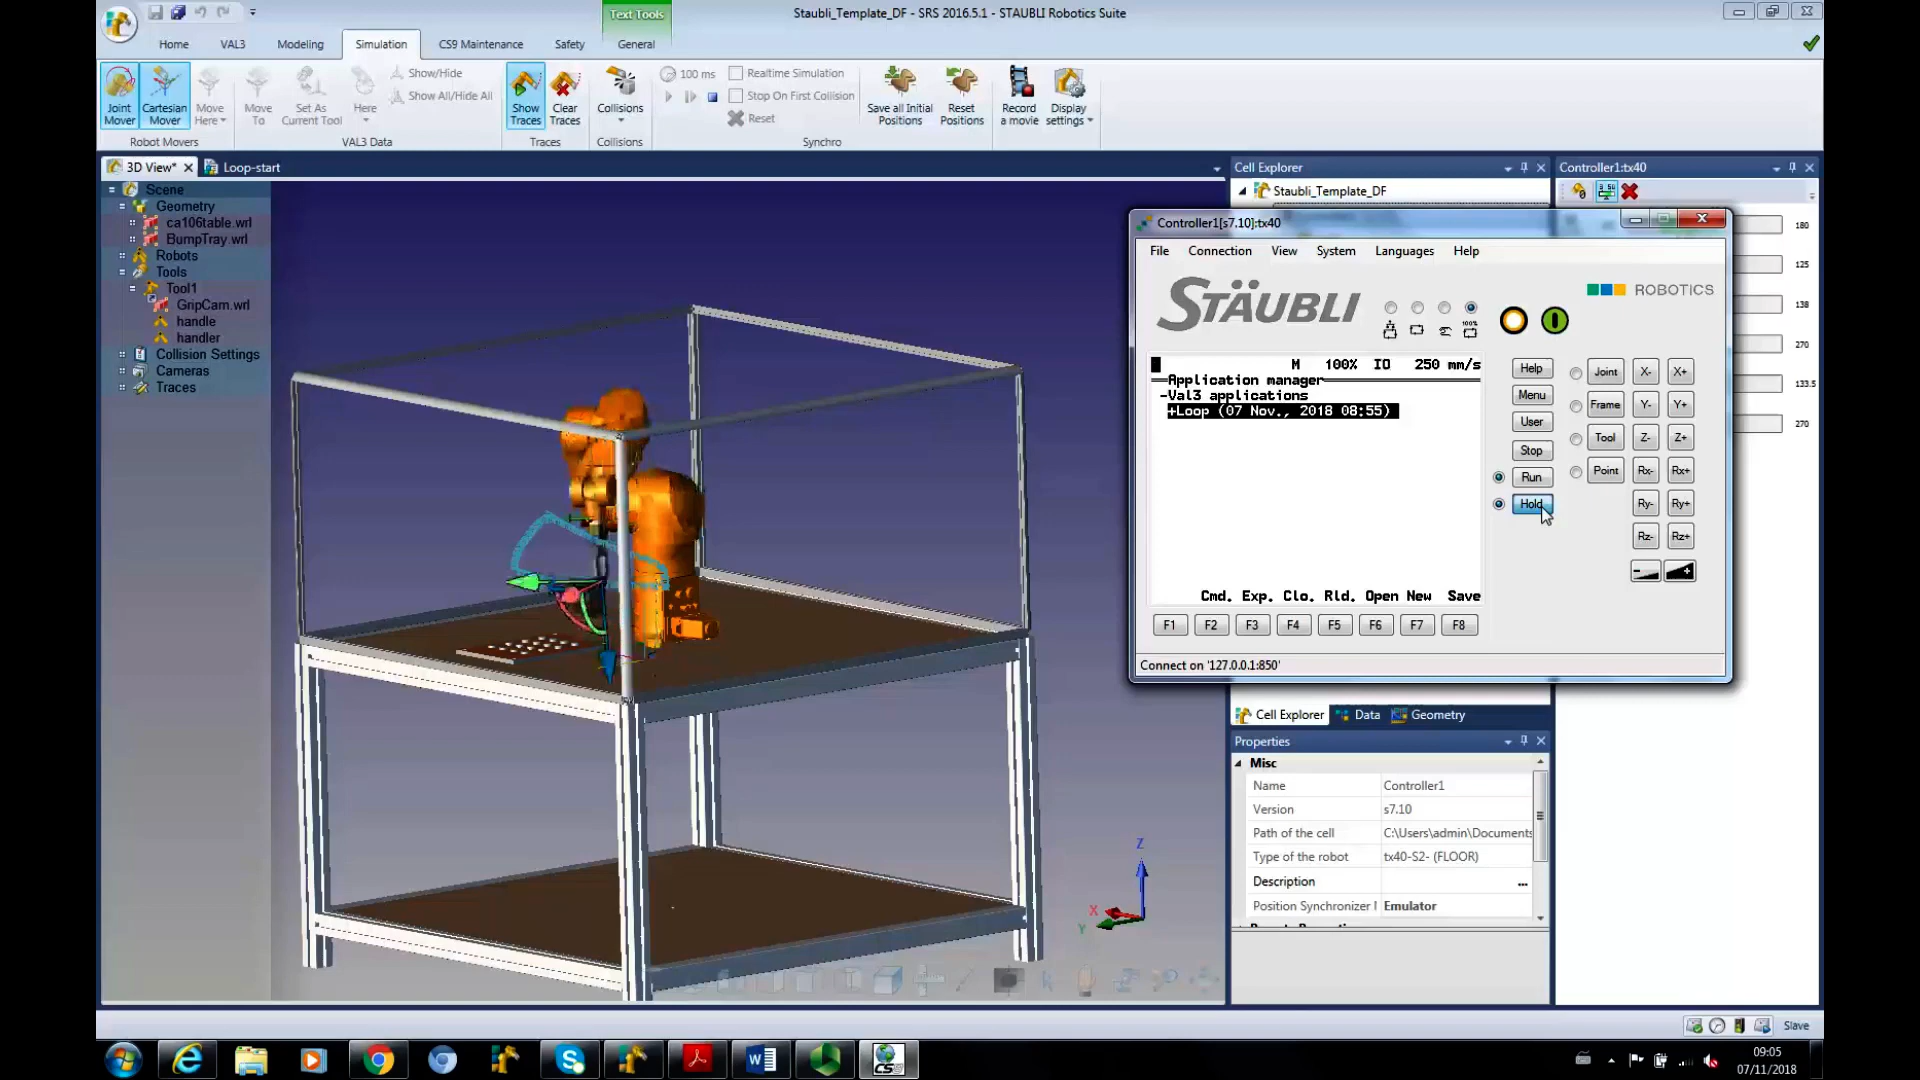 Text Tools
Staubli_Template_DF - SRS 2016.5.1 - STAUBLI Robotics Suite
Home VAL3 Modeling Simulation CS9 Maintenance Safety General
Joint Mover
Cartesian Mover
Move Here
Robot Movers
Move To
Set As Current Tool
Here
Show/Hide
Show All/Hide All
VAL3 Data
Show Traces
Clear Traces
Traces
Collisions
Collisions
100 ms
Realtime Simulation
Stop On First Collision
Reset
Synchro
Save all Initial Positions
Reset Positions
Record a movie
Display settings
3D View* Loop-start
Scene
Geometry
ca106table.wrl
BumpTray.wrl
Robots
Tools
Tool1
GripCam.wrl
handle
handler
Collision Settings
Cameras
Traces
X
Y
Z
Cell Explorer
Staubli_Template_DF
Controller1:tx40
180
125
138
270
133.5
270
Controller1[s7.10]:tx40
File Connection View System Languages Help
STÄUBLI
ROBOTICS
100%
M 100% IO 250 mm/s
Application manager
-Val3 applications
+Loop (07 Nov., 2018 08:55)
Cmd. Exp. Clo. Rld. Open New Save
F1 F2 F3 F4 F5 F6 F7 F8
Help
Menu
User
Stop
Run
Hold
Joint X- X+
Frame Y- Y+
Tool Z- Z+
Point Rx- Rx+
Ry- Ry+
Rz- Rz+
Connect on '127.0.0.1:850'
Cell Explorer Data Geometry
Properties
Misc
Name Controller1
Version s7.10
Path of the cell C:\Users\admin\Documents
Type of the robot tx40-S2- (FLOOR)
Description ...
Position Synchronizer Emulator
Slave
W
CS9
09:05
07/11/2018